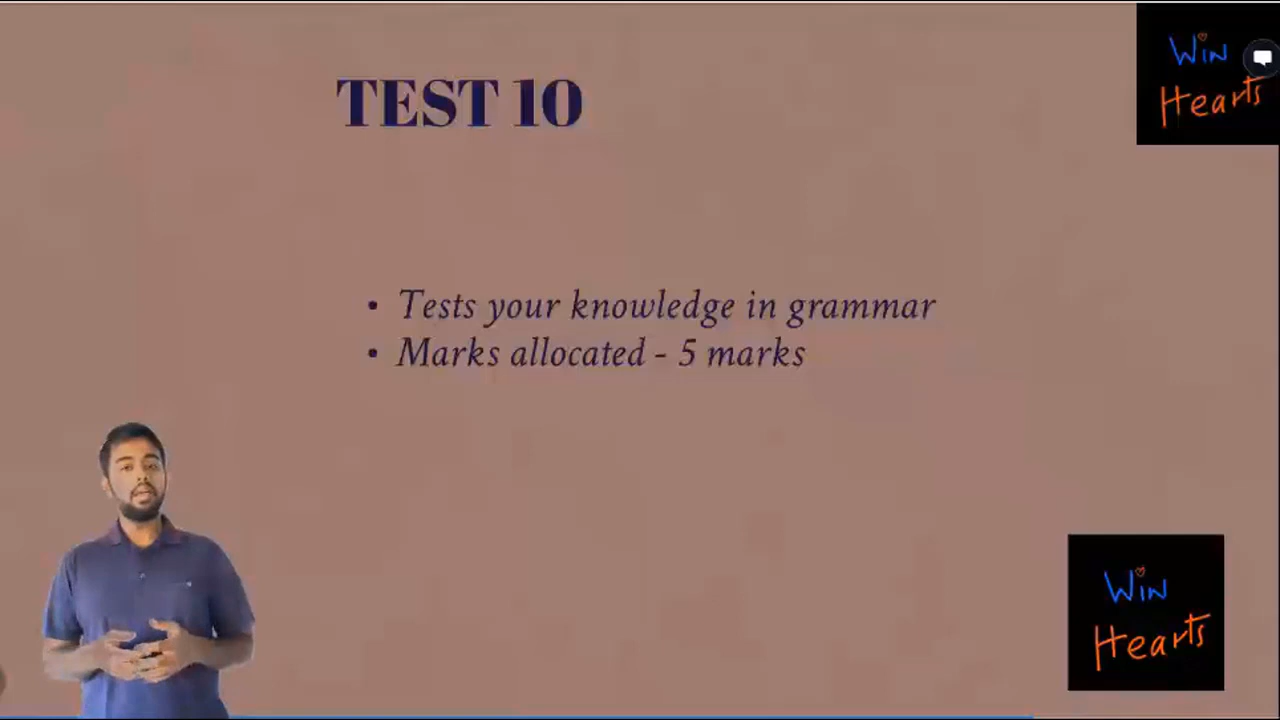 TEST 10
Win
Hearts
• Tests your knowledge in grammar
• Marks allocated - 5 marks
Win
Hearts